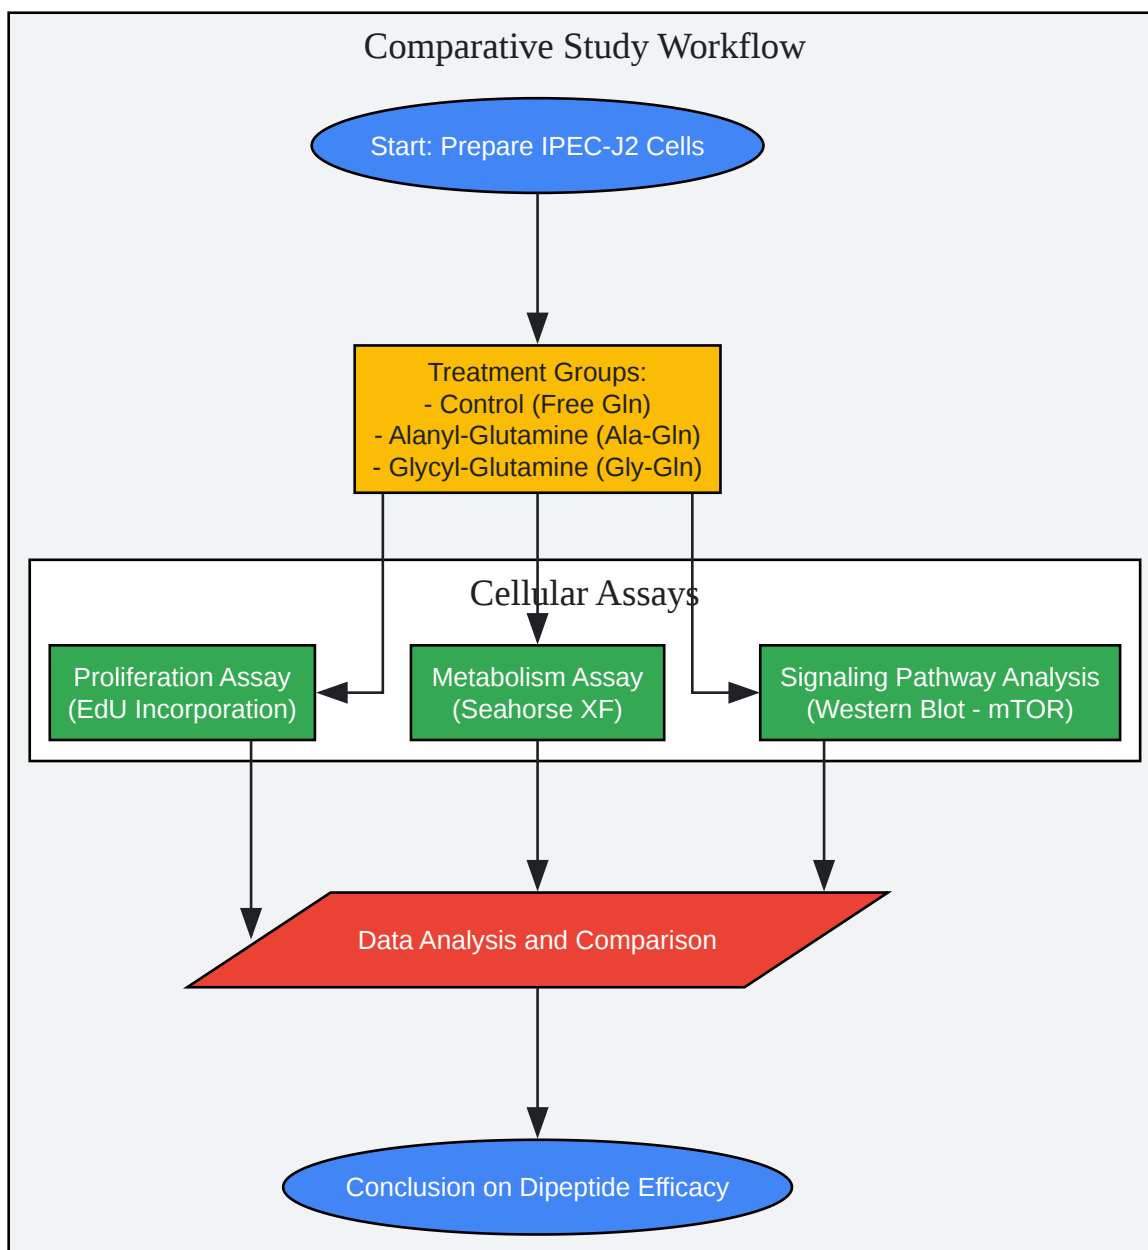 Comparative Study Workflow
Start: Prepare IPEC-J2 Cells
Treatment Groups:
- Control (Free Gln)
- Alanyl-Glutamine (Ala-Gln)
- Glycyl-Glutamine (Gly-Gln)
Cellular Assays
Proliferation Assay
(EdU Incorporation)
Metabolism Assay
(Seahorse XF)
Signaling Pathway Analysis
(Western Blot - mTOR)
Data Analysis and Comparison
Conclusion on Dipeptide Efficacy